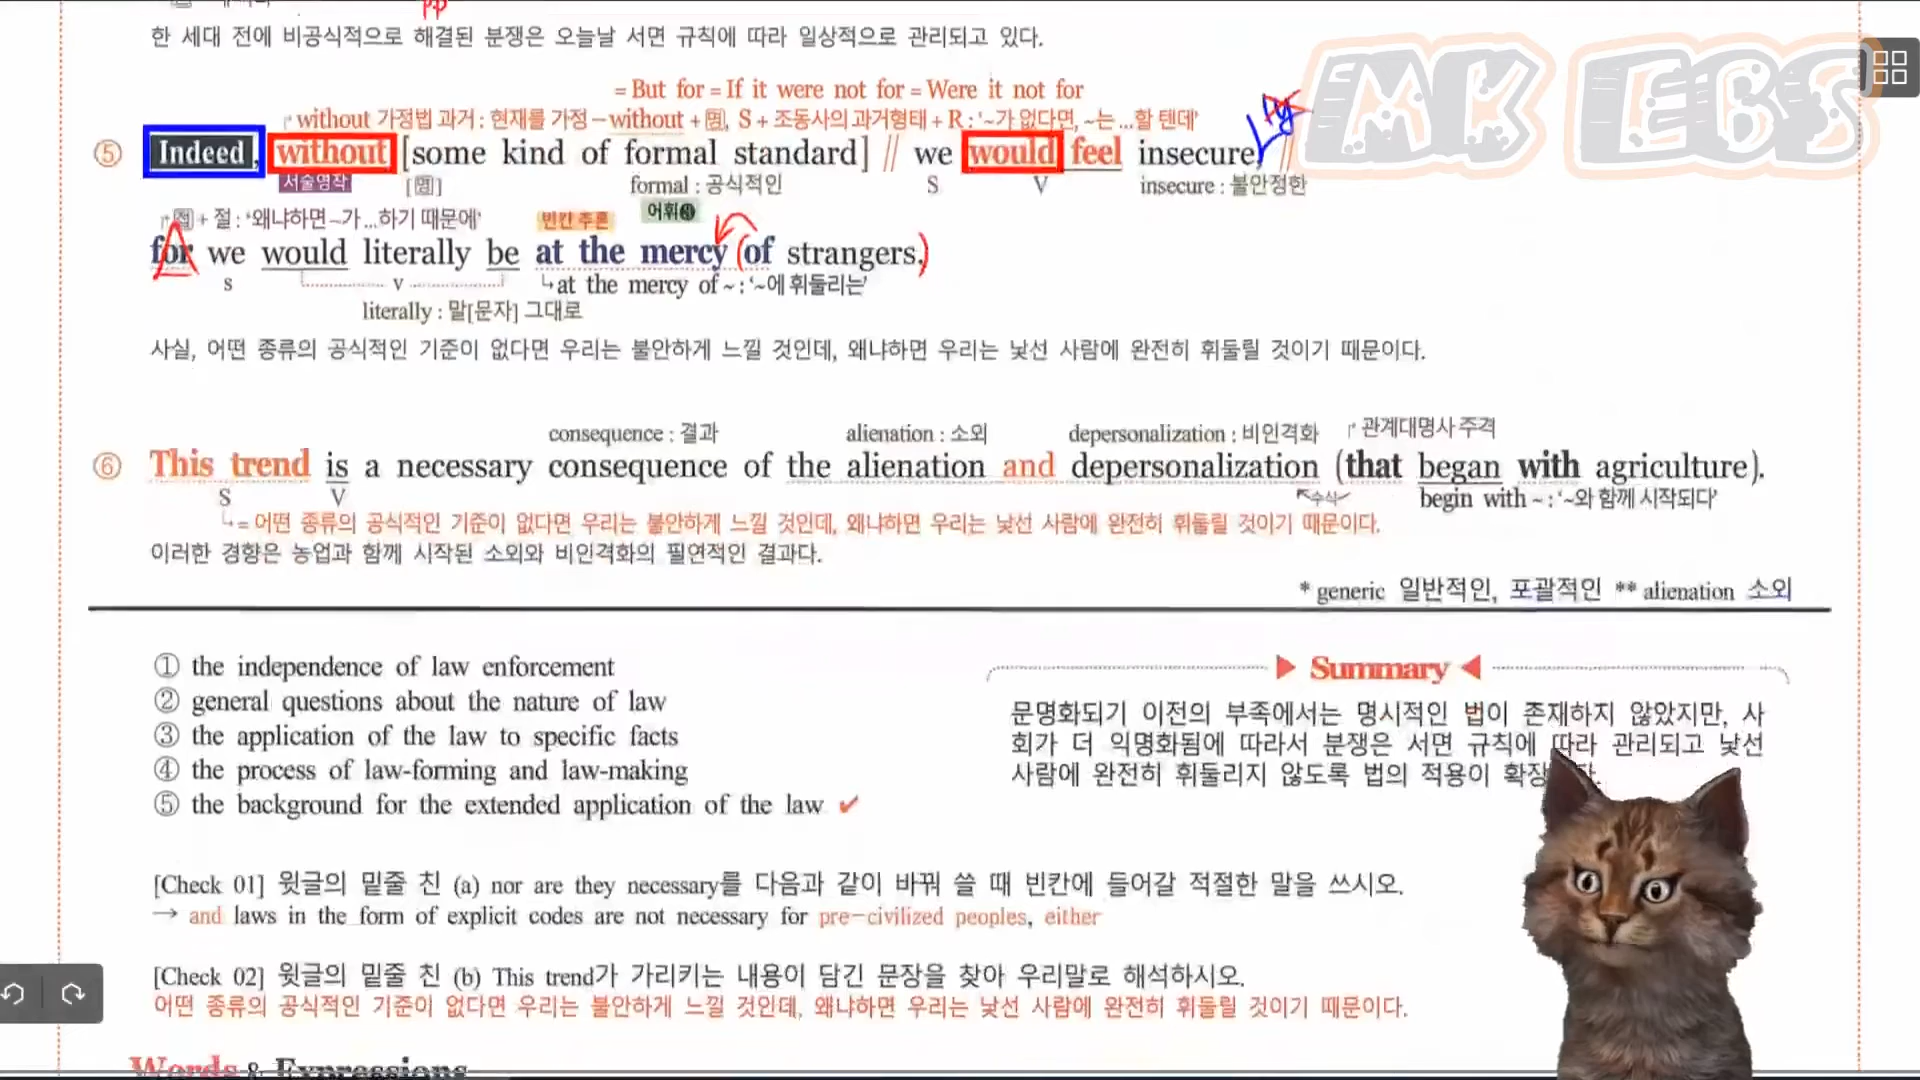 한 세대 전에 비공식적으로 해결된 분쟁은 오늘날 서면 규칙에 따라 일상적으로 관리되고 있다.
MK EBS
= But for = If it were not for = Were it not for
without 가정법 과거 : 현재를 가정 – without + 명, S + 조동사의 과거형태 + R : '~가 없다면, ~는 ...할 텐데'
⑤ Indeed, without [some kind of formal standard] // we would feel insecure, //
서술영작 [명] formal : 공식적인 S V insecure : 불안정한
접 + 절 : '왜냐하면 ~가 ...하기 때문에' 빈칸 추론 어휘
for we would literally be at the mercy (of strangers.)
s v at the mercy of ~ : '~에 휘둘리는'
literally : 말[문자] 그대로
사실, 어떤 종류의 공식적인 기준이 없다면 우리는 불안하게 느낄 것인데, 왜냐하면 우리는 낯선 사람에 완전히 휘둘릴 것이기 때문이다.
consequence : 결과 alienation : 소외 depersonalization : 비인격화 관계대명사 주격
⑥ This trend is a necessary consequence of the alienation and depersonalization (that began with agriculture).
S V 수식 begin with ~ : '~와 함께 시작되다'
= 어떤 종류의 공식적인 기준이 없다면 우리는 불안하게 느낄 것인데, 왜냐하면 우리는 낯선 사람에 완전히 휘둘릴 것이기 때문이다.
이러한 경향은 농업과 함께 시작된 소외와 비인격화의 필연적인 결과다.
* generic 일반적인, 포괄적인 ** alienation 소외
① the independence of law enforcement
② general questions about the nature of law
③ the application of the law to specific facts
④ the process of law-forming and law-making
⑤ the background for the extended application of the law ✔
▶ Summary ◀
문명화되기 이전의 부족에서는 명시적인 법이 존재하지 않았지만, 사
회가 더 익명화됨에 따라서 분쟁은 서면 규칙에 따라 관리되고 낯선
사람에 완전히 휘둘리지 않도록 법의 적용이 확장
[Check 01] 윗글의 밑줄 친 (a) nor are they necessary를 다음과 같이 바꿔 쓸 때 빈칸에 들어갈 적절한 말을 쓰시오.
→ and laws in the form of explicit codes are not necessary for pre-civilized peoples, either
[Check 02] 윗글의 밑줄 친 (b) This trend가 가리키는 내용이 담긴 문장을 찾아 우리말로 해석하시오.
어떤 종류의 공식적인 기준이 없다면 우리는 불안하게 느낄 것인데, 왜냐하면 우리는 낯선 사람에 완전히 휘둘릴 것이기 때문이다.
Words & Expressions